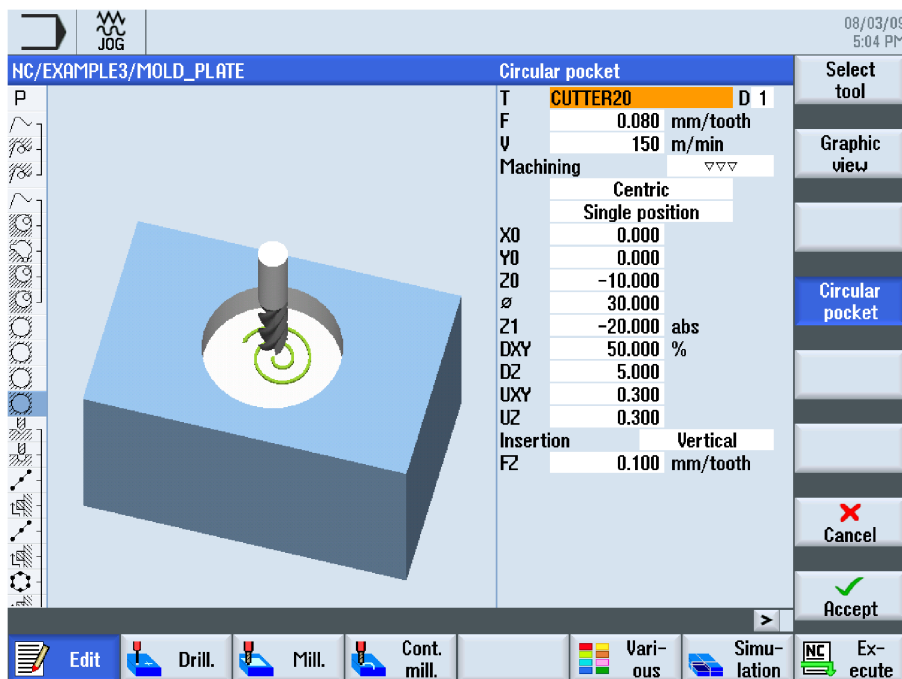 JOG
08/03/09
5:04 PM
NC/EXAMPLE3/MOLD_PLATE
Circular pocket
Select
tool
P
T CUTTER20 D 1
F 0.080 mm/tooth
V 150 m/min
Graphic
view
Machining ▽▽▽
Centric
Single position
X0 0.000
Y0 0.000
Z0 -10.000
ø 30.000
Z1 -20.000 abs
Circular
pocket
DXY 50.000 %
DZ 5.000
UXY 0.300
UZ 0.300
Insertion Vertical
FZ 0.100 mm/tooth
Cancel
Accept
>
Edit
Drill.
Mill.
Cont.
mill.
Vari-
ous
Simu-
lation
NC
Ex-
ecute